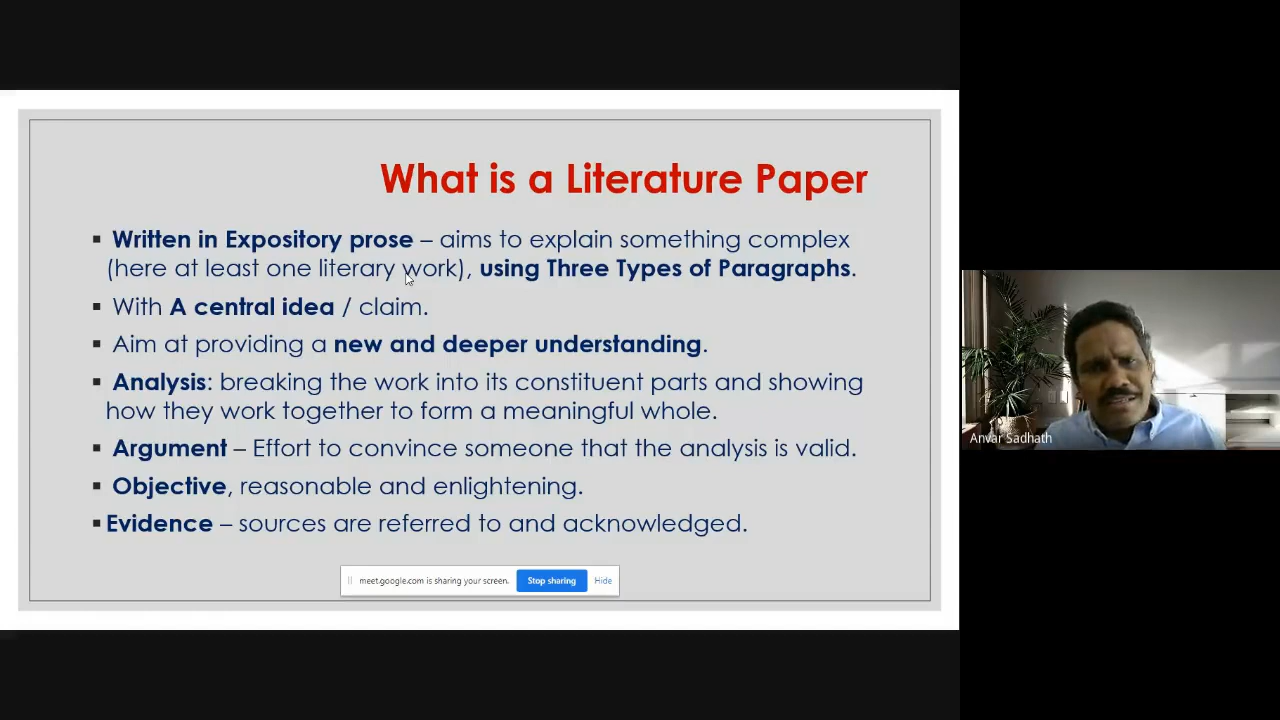 What is a Literature Paper
▪ Written in Expository prose – aims to explain something complex
(here at least one literary work), using Three Types of Paragraphs.
▪ With A central idea / claim.
▪ Aim at providing a new and deeper understanding.
▪ Analysis: breaking the work into its constituent parts and showing
how they work together to form a meaningful whole.
▪ Argument – Effort to convince someone that the analysis is valid.
▪ Objective, reasonable and enlightening.
▪ Evidence – sources are referred to and acknowledged.
meet.google.com is sharing your screen. Stop sharing Hide
Anvar Sadhath